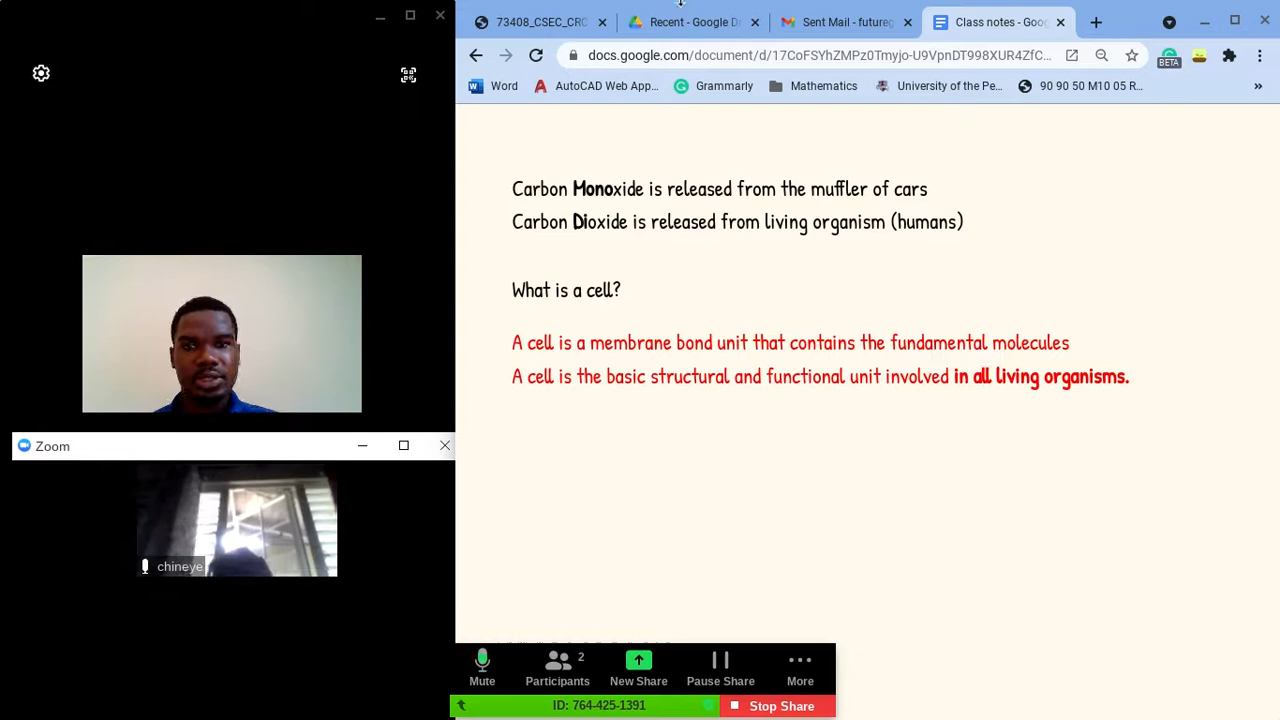 73408_CSEC_CRC
Recent - Google Dr
Sent Mail - futureg
Class notes - Goo
docs.google.com/document/d/17CoFSYhZMPz0Tmyjo-U9VpnDT998XUR4ZfC...
BETA
Word
AutoCAD Web App...
Grammarly
Mathematics
University of the Pe...
90 90 50 M10 05 R...
»
Carbon Monoxide is released from the muffler of cars
Carbon Dioxide is released from living organism (humans)
What is a cell?
A cell is a membrane bond unit that contains the fundamental molecules
A cell is the basic structural and functional unit involved in all living organisms.
Zoom
chineye
2
Mute
Participants
New Share
Pause Share
More
ID: 764-425-1391
Stop Share